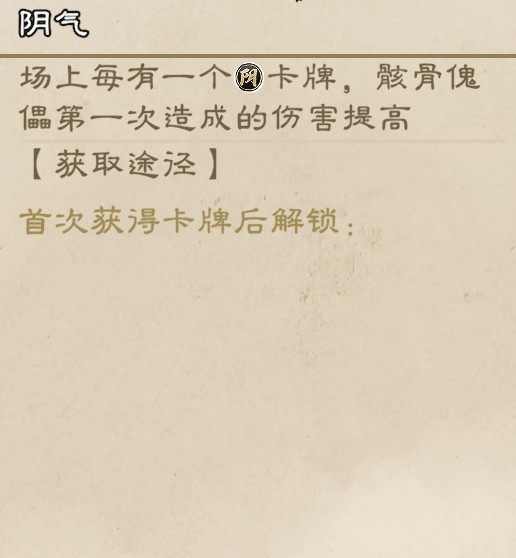 阴气
场上每有一个阴卡牌，骸骨傀
儡第一次造成的伤害提高
【获取途径】
首次获得卡牌后解锁：